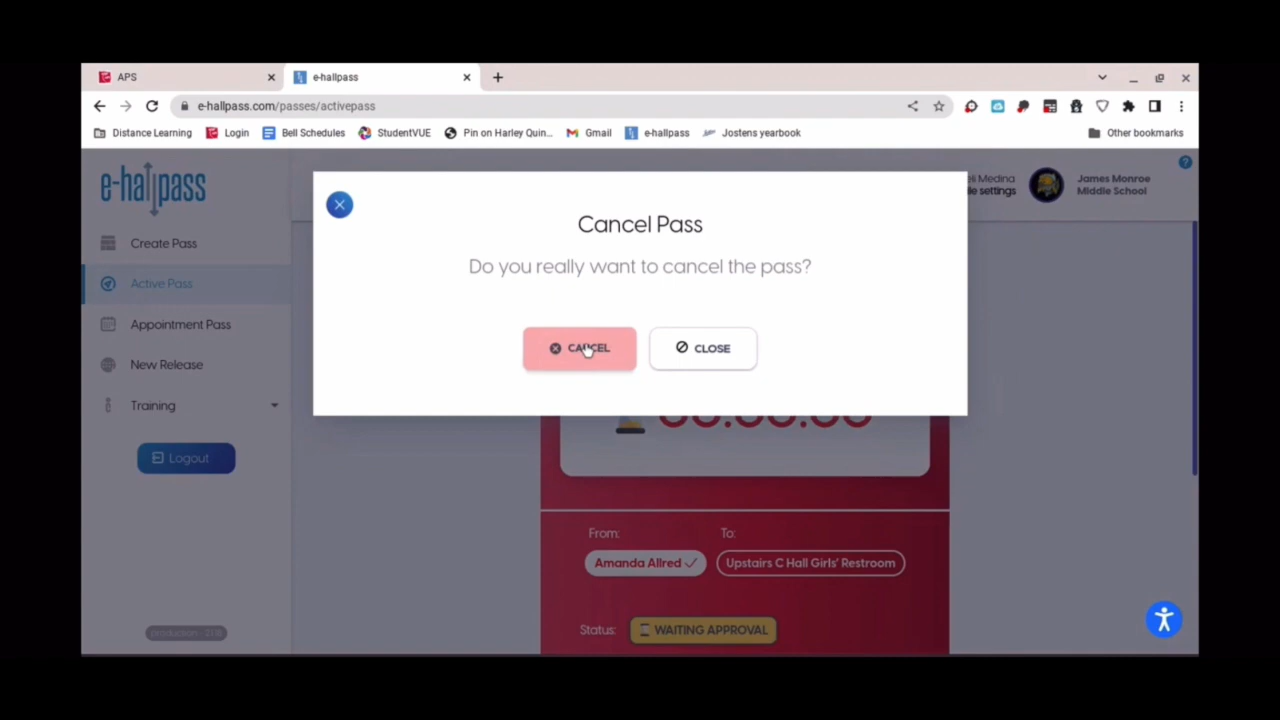 APS
e-hallpass
e-hallpass.com/passes/activepass
Distance Learning
Login
Bell Schedules
StudentVUE
Pin on Harley Quin...
Gmail
e-hallpass
Jostens yearbook
Other bookmarks
e-hallpass
Create Pass
Active Pass
Appointment Pass
New Release
Training
Logout
Medina
settings
James Monroe
Middle School
?
Cancel Pass
Do you really want to cancel the pass?
CANCEL
CLOSE
From:
To:
Amanda Allred
Upstairs C Hall Girls' Restroom
Status:
WAITING APPROVAL